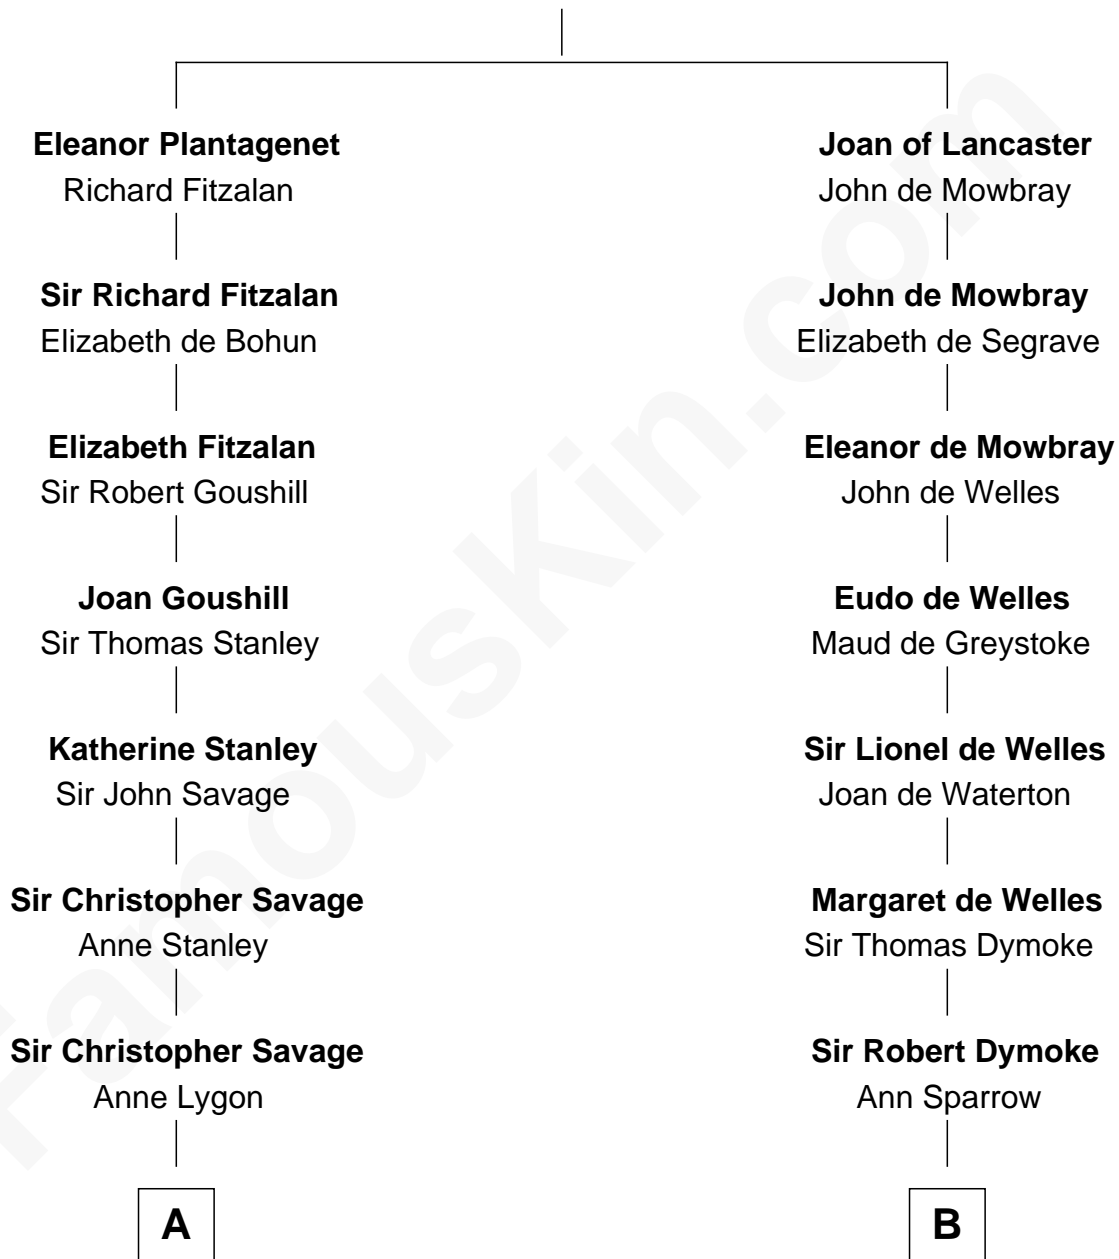 Eleanor Plantagenet
Richard Fitzalan
Sir Richard Fitzalan
Elizabeth de Bohun
Elizabeth Fitzalan
Sir Robert Goushill
Joan Goushill
Sir Thomas Stanley
Katherine Stanley
Sir John Savage
Sir Christopher Savage
Anne Stanley
Sir Christopher Savage
Anne Lygon
A
Joan of Lancaster
John de Mowbray
John de Mowbray
Elizabeth de Segrave
Eleanor de Mowbray
John de Welles
Eudo de Welles
Maud de Greystoke
Sir Lionel de Welles
Joan de Waterton
Margaret de Welles
Sir Thomas Dymoke
Sir Robert Dymoke
Ann Sparrow
B
FamousKin.com